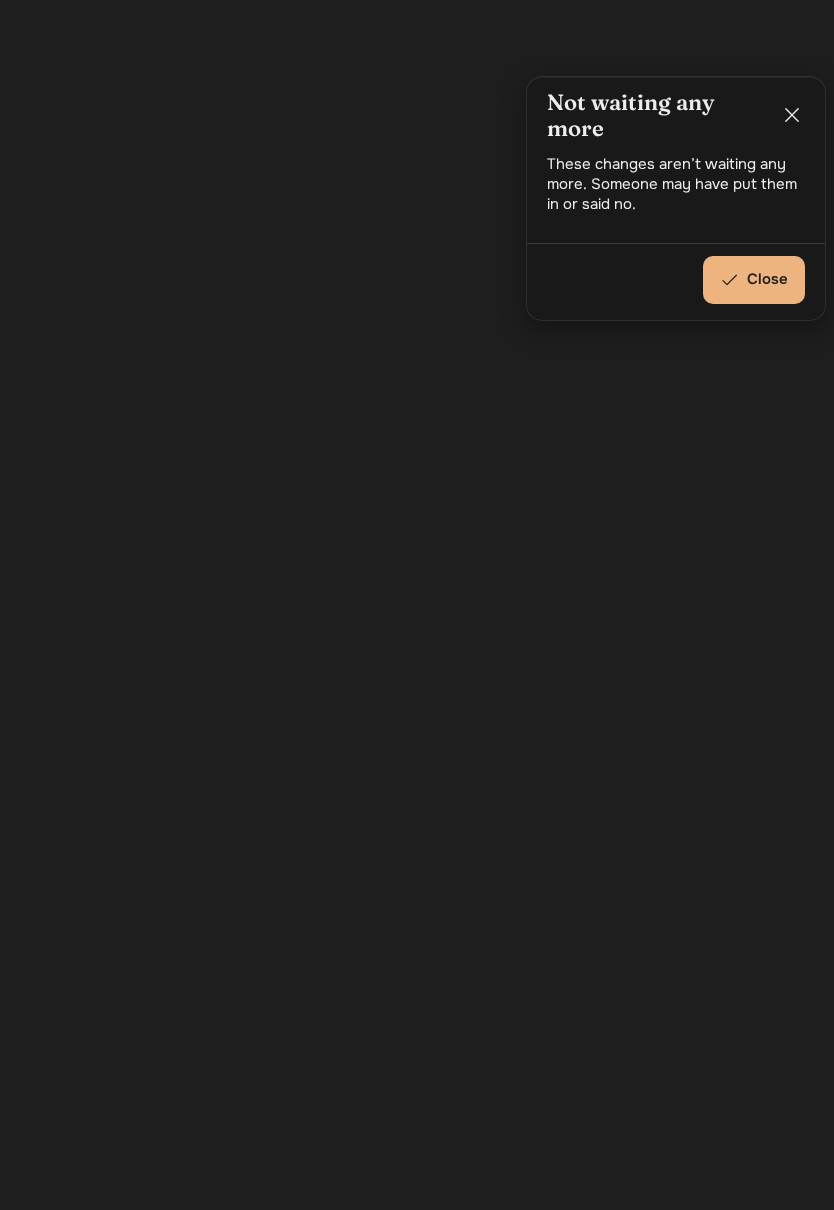 Not waiting any
more
These changes aren’t waiting any
more. Someone may have put them
in or said no.
Close